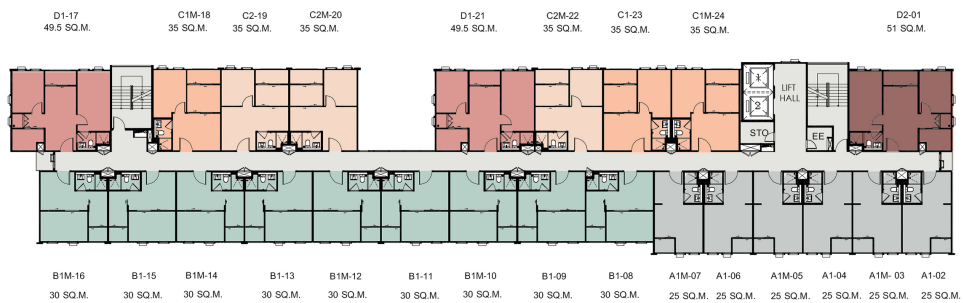 D1-17 C1M-18 C2-19 C2M-20 D1-21 C2M-22 C1-23 C1M-24 D2-01
49.5 SQ.M. 35 SQ.M. 35 SQ.M. 35 SQ.M. 49.5 SQ.M. 35 SQ.M. 35 SQ.M. 35 SQ.M. 51 SQ.M.
1
LIFT
HALL
2
STO
EE
B1M-16 B1-15 B1M-14 B1-13 B1M-12 B1-11 B1M-10 B1-09 B1-08 A1M-07 A1-06 A1M-05 A1-04 A1M- 03 A1-02
30 SQ.M. 30 SQ.M. 30 SQ.M. 30 SQ.M. 30 SQ.M. 30 SQ.M. 30 SQ.M. 30 SQ.M. 30 SQ.M. 25 SQ.M. 25 SQ.M. 25 SQ.M. 25 SQ.M. 25 SQ.M. 25 SQ.M.